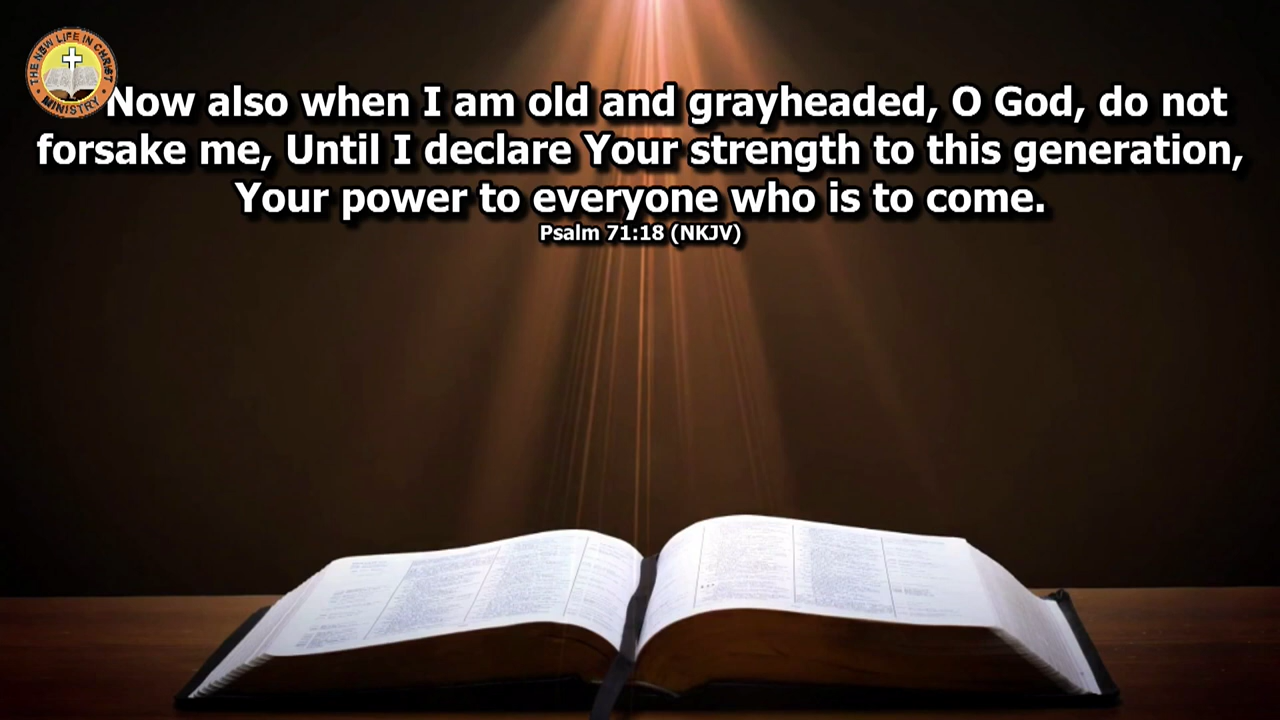 THE NEW LIFE IN CHRIST
MINISTRY
Now also when I am old and grayheaded, O God, do not
forsake me, Until I declare Your strength to this generation,
Your power to everyone who is to come.
Psalm 71:18 (NKJV)